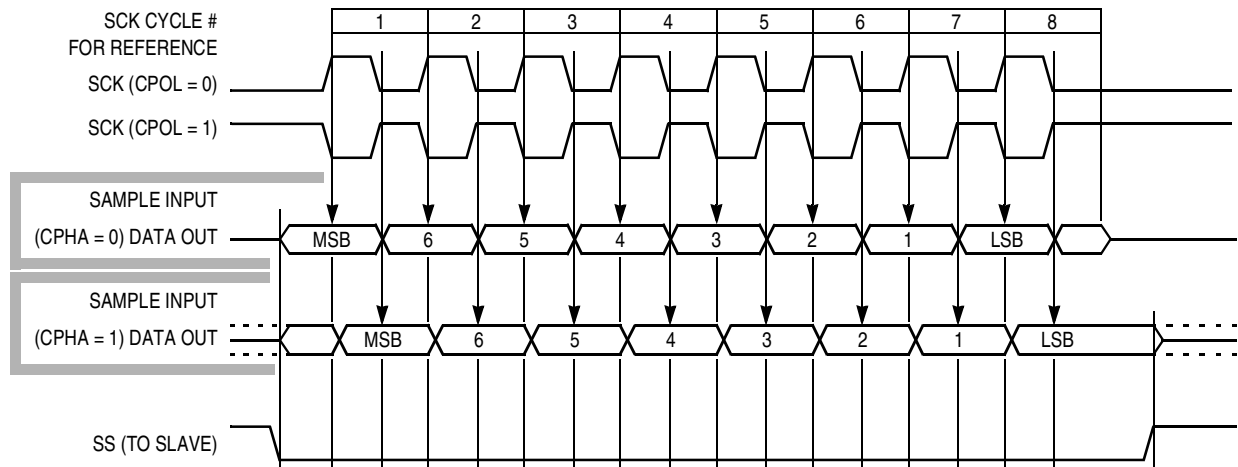 SCK CYCLE #
FOR REFERENCE
1 2 3 4 5 6 7 8
SCK (CPOL = 0)
SCK (CPOL = 1)
SAMPLE INPUT
(CPHA = 0) DATA OUT
MSB 6 5 4 3 2 1 LSB
SAMPLE INPUT
(CPHA = 1) DATA OUT
MSB 6 5 4 3 2 1 LSB
SS (TO SLAVE)